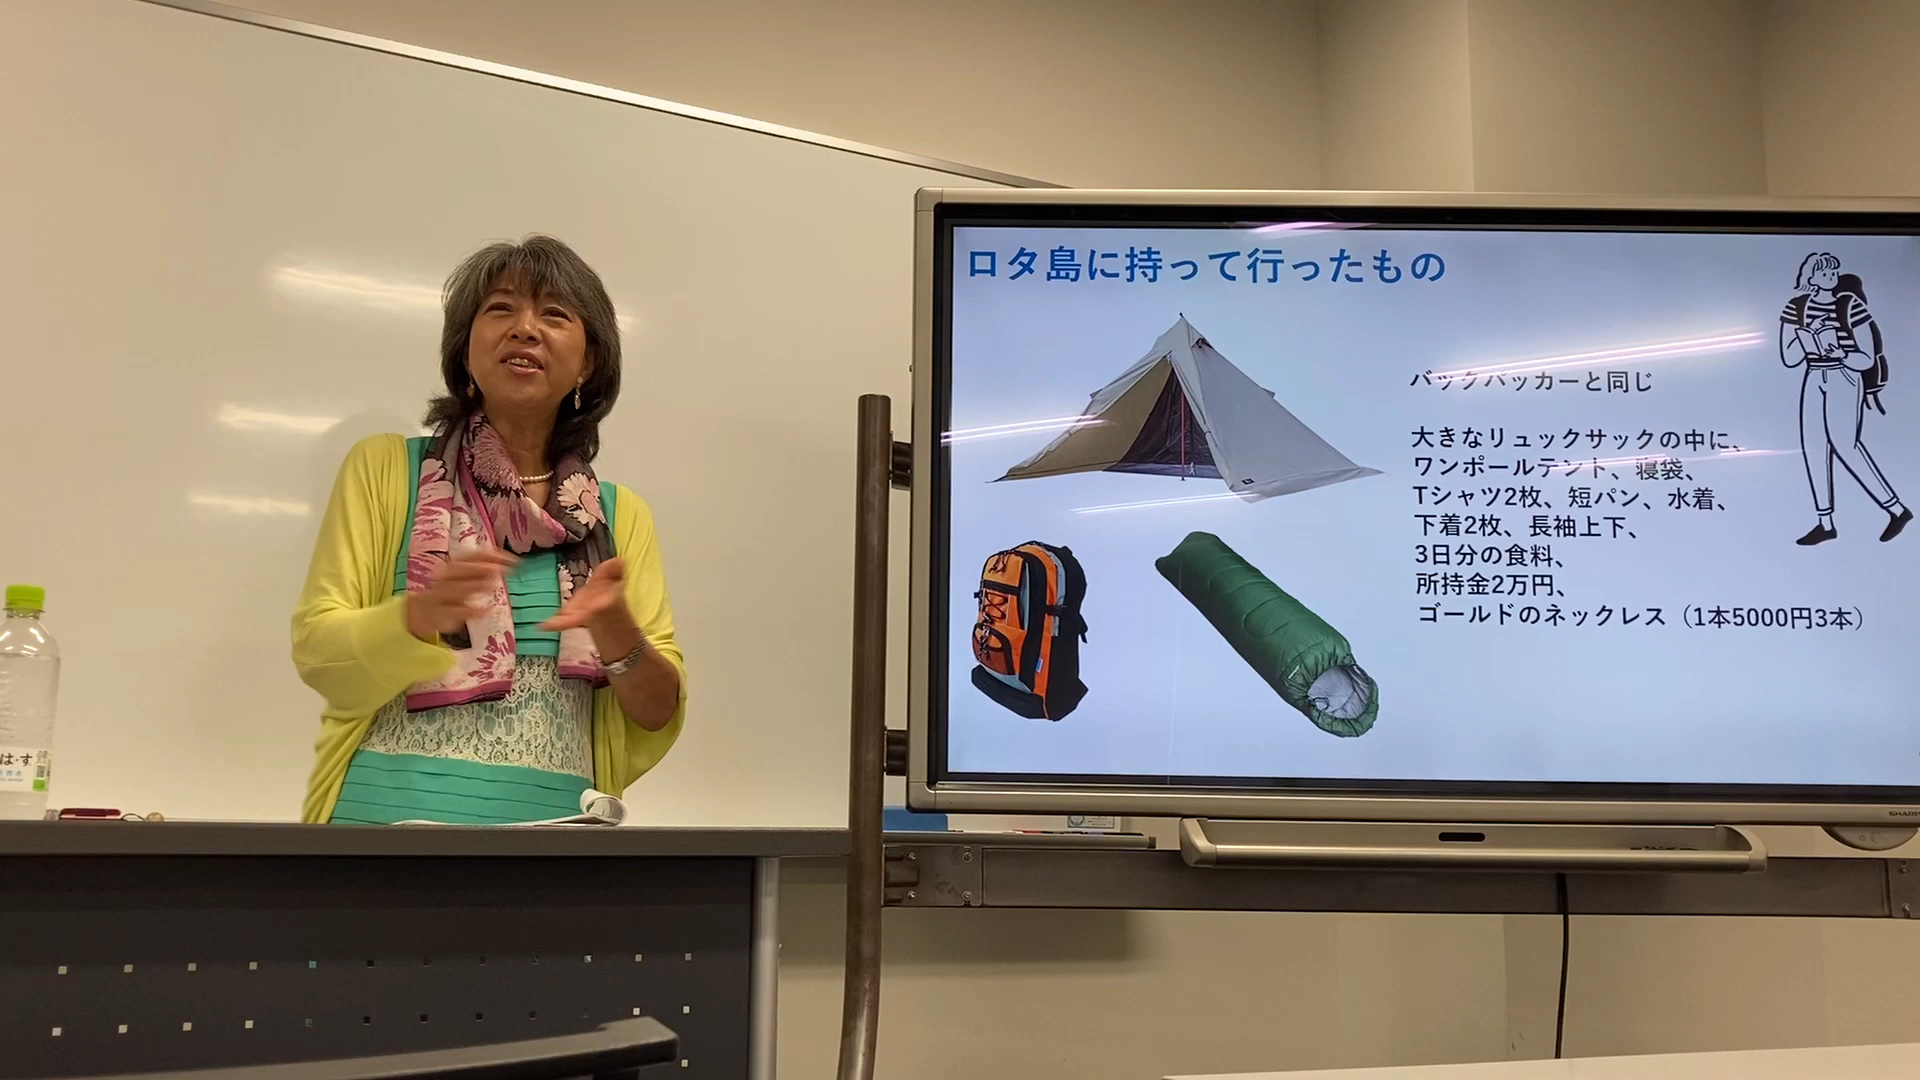 ロタ島に持って行ったもの
バックパッカーと同じ
大きなリュックサックの中に、
ワンポールテント、寝袋、
Tシャツ2枚、短パン、水着、
下着2枚、長袖上下、
3日分の食料、
所持金2万円、
ゴールドのネックレス（1本5000円3本）
は・す
SHARP